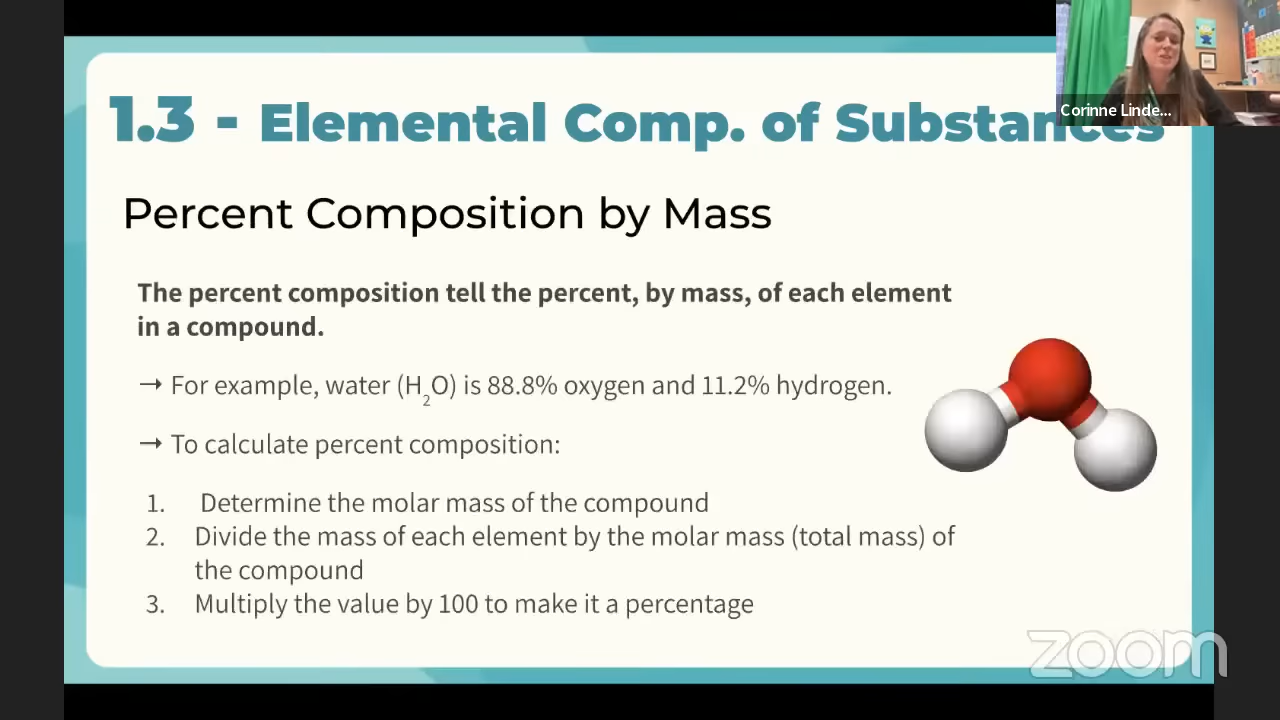 1.3 - Elemental Comp. of Substances
Corinne Linde...
Percent Composition by Mass
The percent composition tell the percent, by mass, of each element
in a compound.
→ For example, water (H₂O) is 88.8% oxygen and 11.2% hydrogen.
→ To calculate percent composition:
1. Determine the molar mass of the compound
2. Divide the mass of each element by the molar mass (total mass) of
the compound
3. Multiply the value by 100 to make it a percentage
zoom